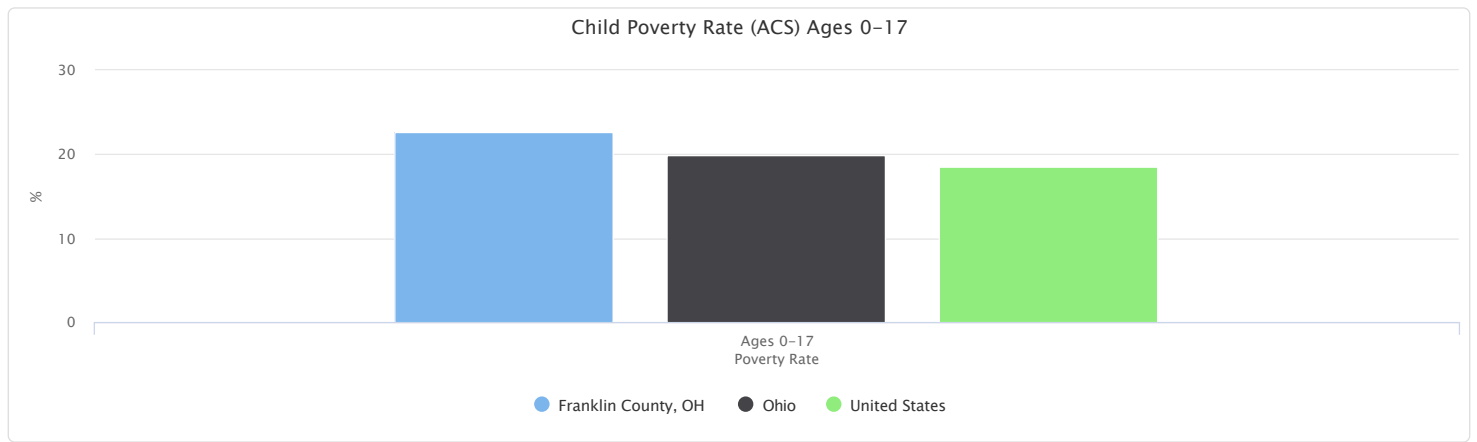 Child Poverty Rate (ACS) Ages 0-17
30
20
10
0
%
Ages 0-17
Poverty Rate
Franklin County, OH
Ohio
United States